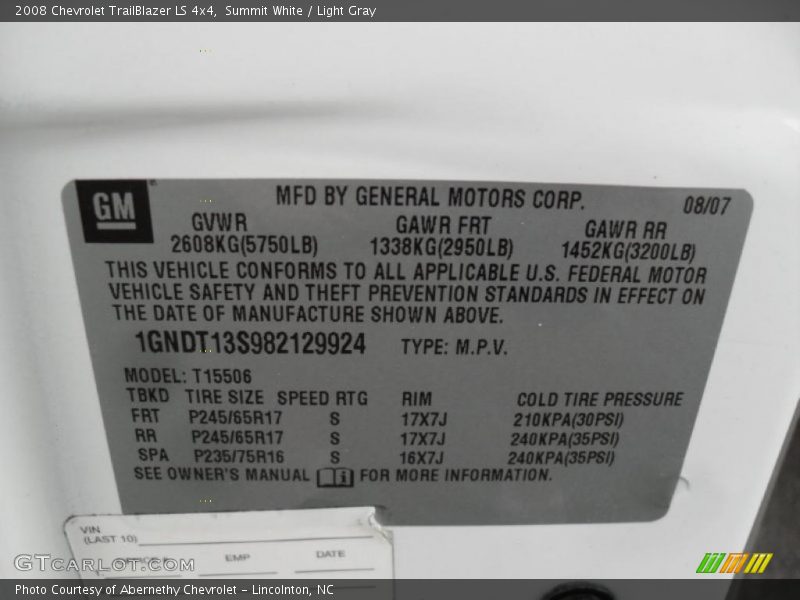 2008 Chevrolet TrailBlazer LS 4x4, Summit White / Light Gray
GM MFD BY GENERAL MOTORS CORP. 08/07
GVWR GAWR FRT GAWR RR
2608KG(5750LB) 1338KG(2950LB) 1452KG(3200LB)
THIS VEHICLE CONFORMS TO ALL APPLICABLE U.S. FEDERAL MOTOR
VEHICLE SAFETY AND THEFT PREVENTION STANDARDS IN EFFECT ON
THE DATE OF MANUFACTURE SHOWN ABOVE.
1GNDT13S982129924 TYPE: M.P.V.
MODEL: T15506
TBKD TIRE SIZE SPEED RTG RIM COLD TIRE PRESSURE
FRT P245/65R17 S 17X7J 210KPA(30PSI)
RR P245/65R17 S 17X7J 240KPA(35PSI)
SPA P235/75R16 S 16X7J 240KPA(35PSI)
SEE OWNER'S MANUAL FOR MORE INFORMATION.
VIN
(LAST 10)
EMP DATE
GTcarlot.com
Photo Courtesy of Abernethy Chevrolet – Lincolnton, NC